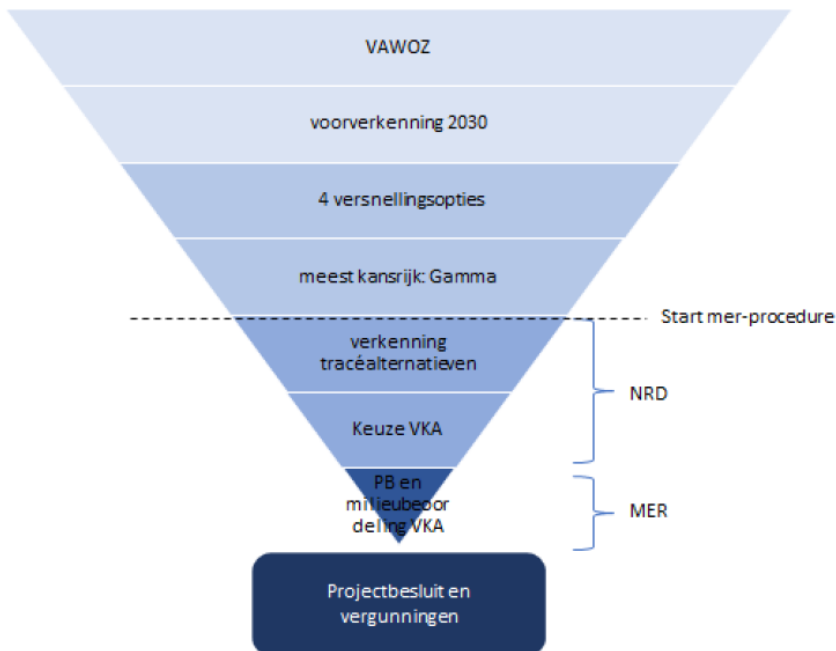 VAWOZ
voorverkenning 2030
4 versnellingsopties
meest kansrijk: Gamma
Start mer-procedure
verkenning
tracéalternatieven
NRD
Keuze VKA
PB en
milieubeoor
deling VKA
MER
Projectbesluit en
vergunningen